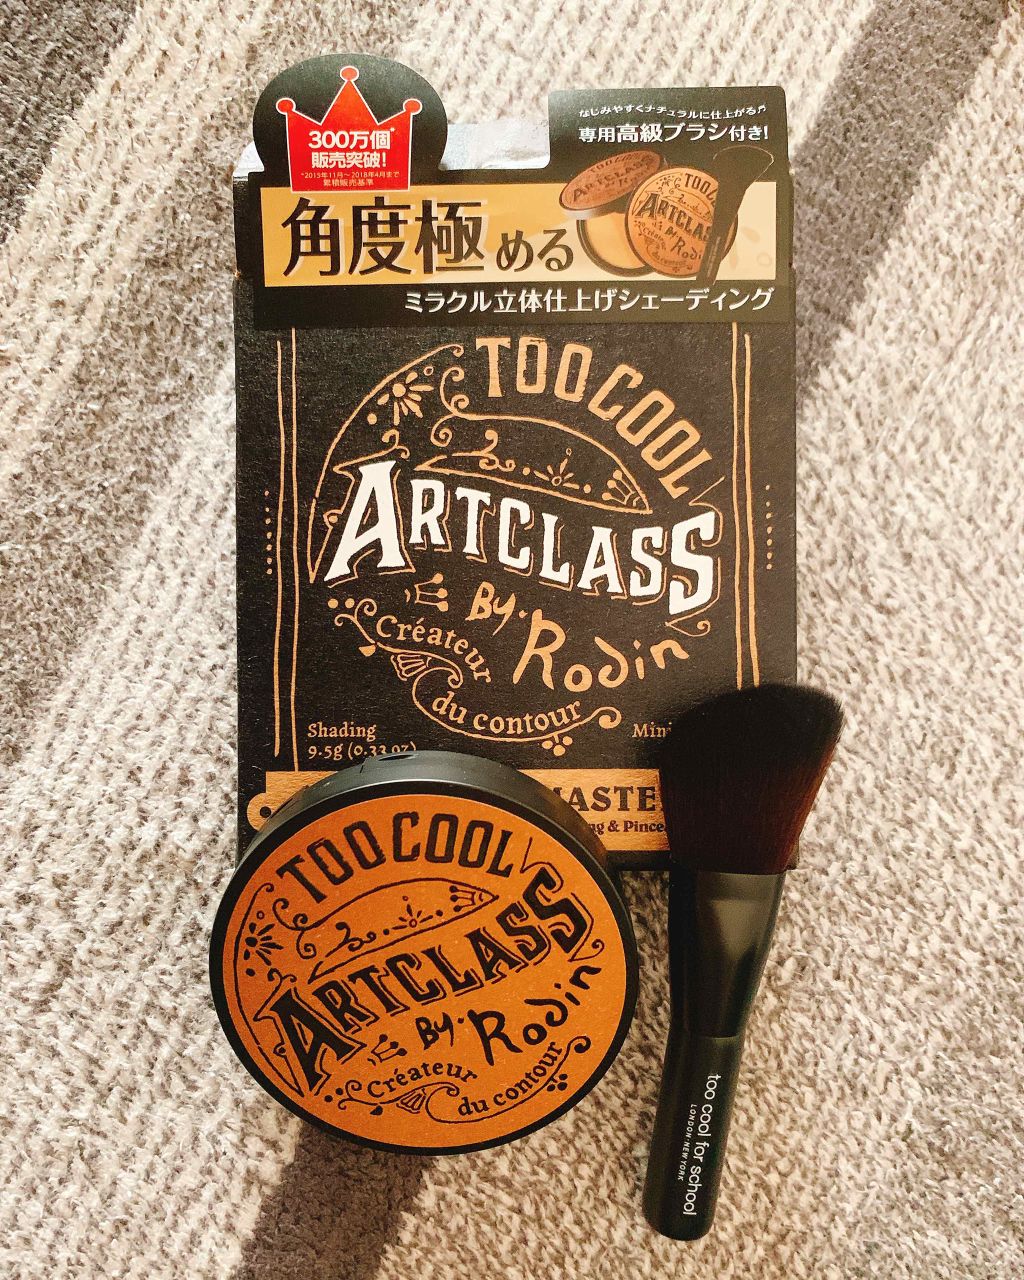 300万個*
販売突破!
*2013年11月～2018年4月まで
累積販売基準
なじみやすくナチュラルに仕上がる♬
専用高級ブラシ付き!
TOO COOL
ARTCLASS
By. Rodin
角度極める
ミラクル立体仕上げシェーディング
TOO COOL
ARTCLASS
By. Rodin
Créateur
du contour
Shading
9.5g (0.33 oz)
TOO COOL
ARTCLASS
By. Rodin
Créateur
du contour
too cool for school
LONDON·NEW YORK